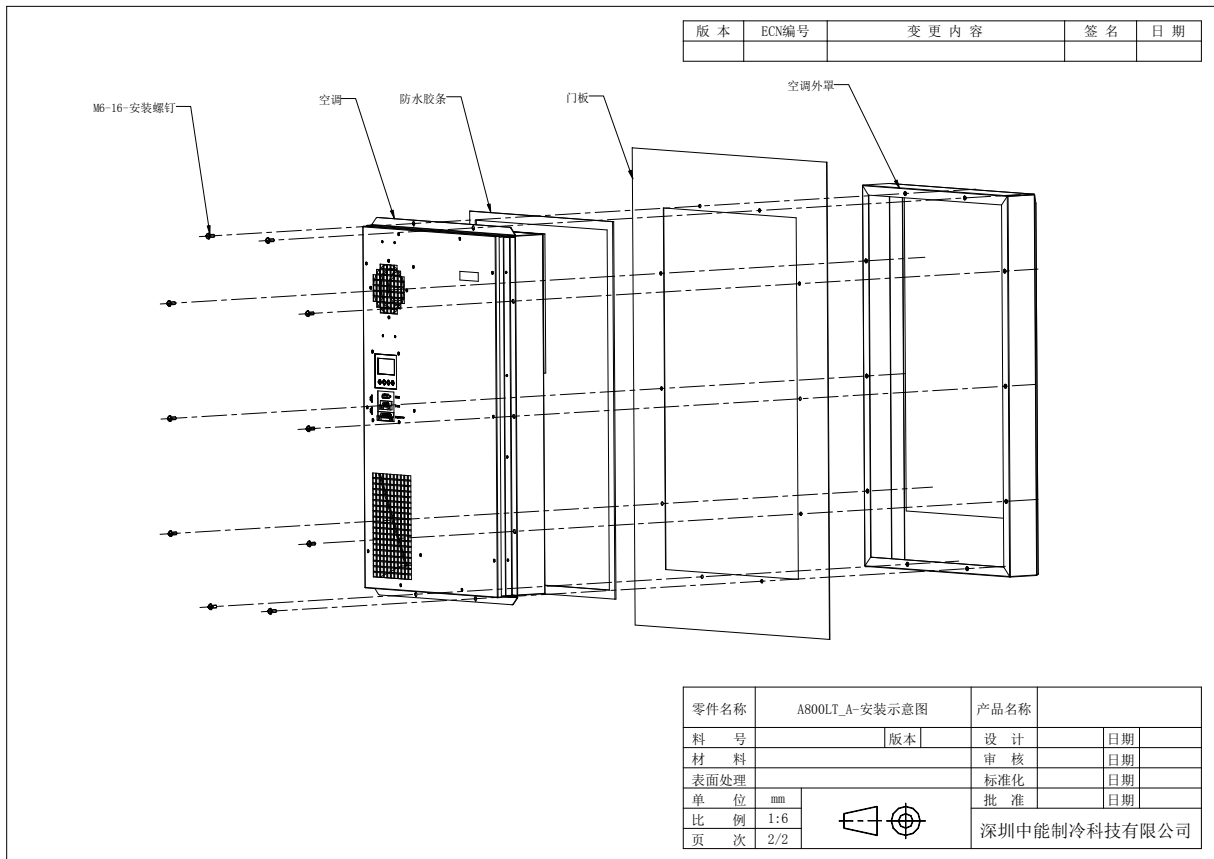 版 本 ECN编号 变 更 内 容 签 名 日 期
M6-16-安装螺钉 空调 防水胶条 门板 空调外罩
零件名称 A800LT_A-安装示意图 产品名称
料 号 版本 设 计 日期
材 料 审 核 日期
表面处理 标准化 日期
单 位 mm 批 准 日期
比 例 1:6 深圳中能制冷科技有限公司
页 次 2/2